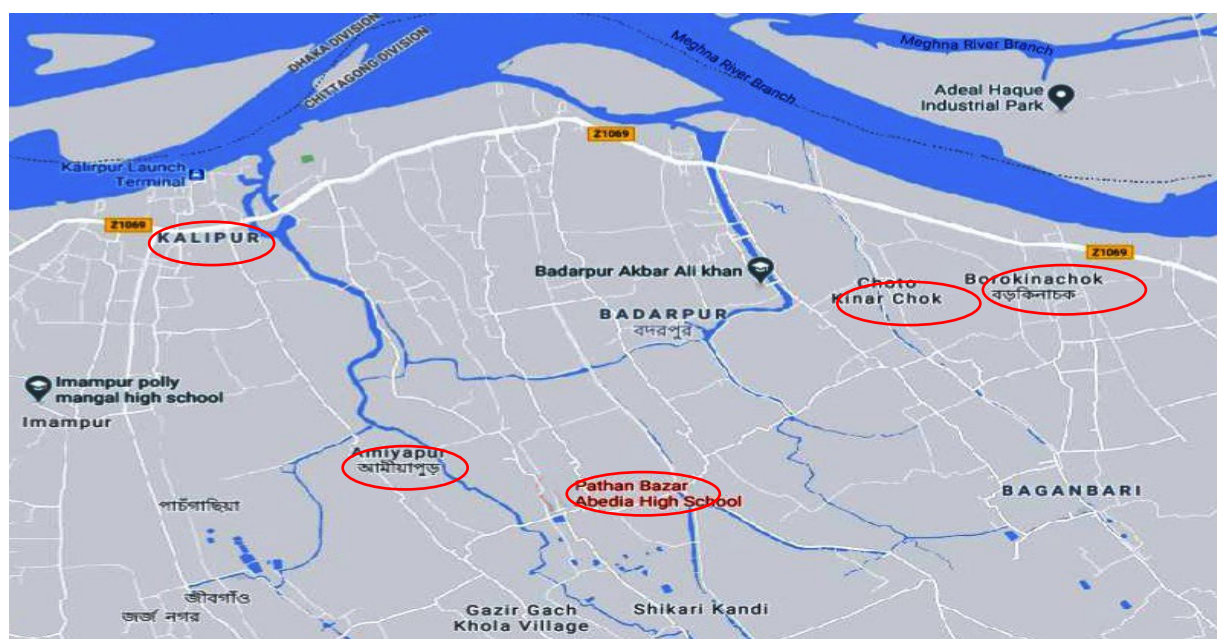 DHAKA DIVISION
CHITTAGONG DIVISION
Meghna River Branch
Meghna River Branch
Adeal Haque
Industrial Park
Z1069
Kalirpur Launch
Terminal
Z1069
KALIPUR
Z1069
Badarpur Akbar Ali khan
Choto
Kinar Chok
Borokinachok
বড়কিনাচক
BADARPUR
বদরপুর
Imampur polly
mangal high school
Imampur
Amiyapur
আমীয়াপুড়
Pathan Bazar
Abedia High School
BAGANBARI
পাচঁগাছিয়া
জীবগাঁও
জর্জ নগর
Gazir Gach
Khola Village
Shikari Kandi